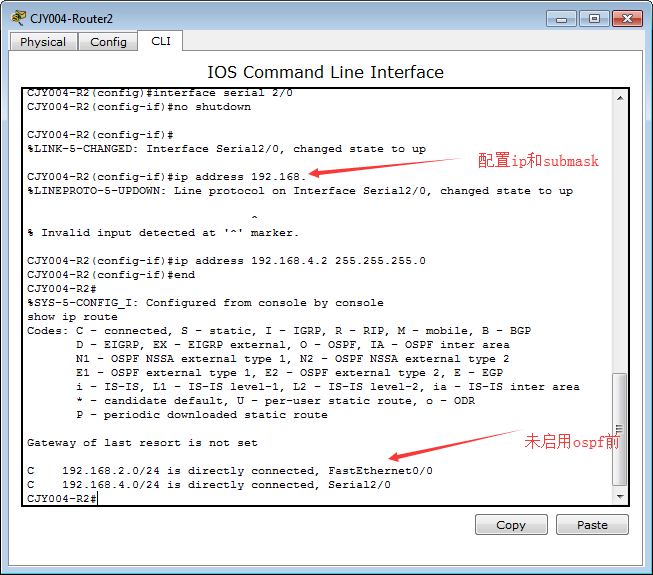 CJY004-Router2
Physical Config CLI
IOS Command Line Interface
CJY004-R2(config)#interface serial 2/0
CJY004-R2(config-if)#no shutdown
CJY004-R2(config-if)#
%LINK-5-CHANGED: Interface Serial2/0, changed state to up
配置ip和submask
CJY004-R2(config-if)#ip address 192.168.
%LINEPROTO-5-UPDOWN: Line protocol on Interface Serial2/0, changed state to up
^
% Invalid input detected at '^' marker.
CJY004-R2(config-if)#ip address 192.168.4.2 255.255.255.0
CJY004-R2(config-if)#end
CJY004-R2#
%SYS-5-CONFIG_I: Configured from console by console
show ip route
Codes: C - connected, S - static, I - IGRP, R - RIP, M - mobile, B - BGP
D - EIGRP, EX - EIGRP external, O - OSPF, IA - OSPF inter area
N1 - OSPF NSSA external type 1, N2 - OSPF NSSA external type 2
E1 - OSPF external type 1, E2 - OSPF external type 2, E - EGP
i - IS-IS, L1 - IS-IS level-1, L2 - IS-IS level-2, ia - IS-IS inter area
* - candidate default, U - per-user static route, o - ODR
P - periodic downloaded static route
Gateway of last resort is not set
未启用ospf前
C 192.168.2.0/24 is directly connected, FastEthernet0/0
C 192.168.4.0/24 is directly connected, Serial2/0
CJY004-R2#
Copy Paste